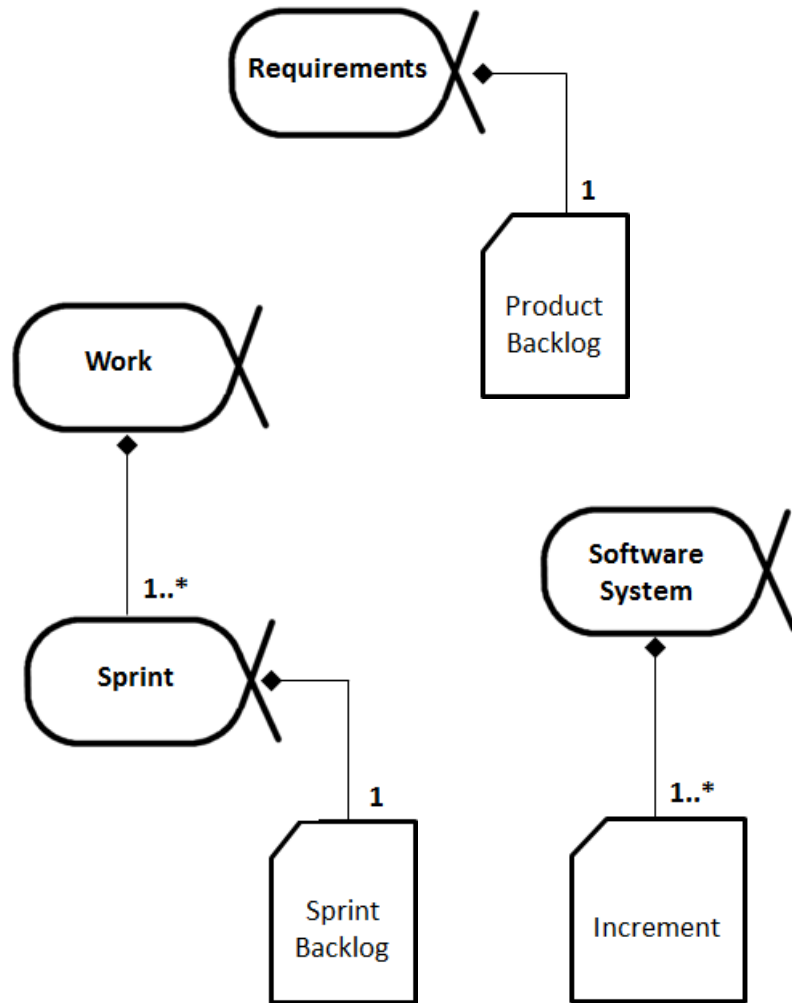 Requirements
1
Product
Backlog
Work
1..*
Software
System
Sprint
1
1..*
Sprint
Backlog
Increment